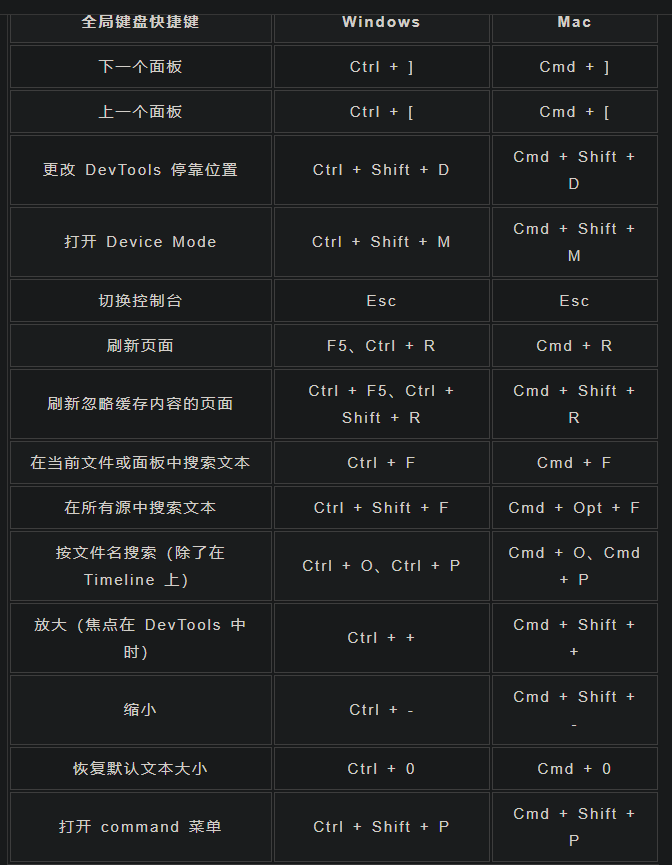 全局键盘快捷键 Windows Mac
下一个面板 Ctrl + ] Cmd + ]
上一个面板 Ctrl + [ Cmd + [
更改 DevTools 停靠位置 Ctrl + Shift + D Cmd + Shift +
D
打开 Device Mode Ctrl + Shift + M Cmd + Shift +
M
切换控制台 Esc Esc
刷新页面 F5、Ctrl + R Cmd + R
刷新忽略缓存内容的页面 Ctrl + F5、Ctrl +
Shift + R Cmd + Shift +
R
在当前文件或面板中搜索文本 Ctrl + F Cmd + F
在所有源中搜索文本 Ctrl + Shift + F Cmd + Opt + F
按文件名搜索 (除了在
Timeline 上) Ctrl + O、Ctrl + P Cmd + O、Cmd
+ P
放大 (焦点在 DevTools 中
时) Ctrl + + Cmd + Shift +
+
缩小 Ctrl + - Cmd + Shift +
-
恢复默认文本大小 Ctrl + 0 Cmd + 0
打开 command 菜单 Ctrl + Shift + P Cmd + Shift +
P